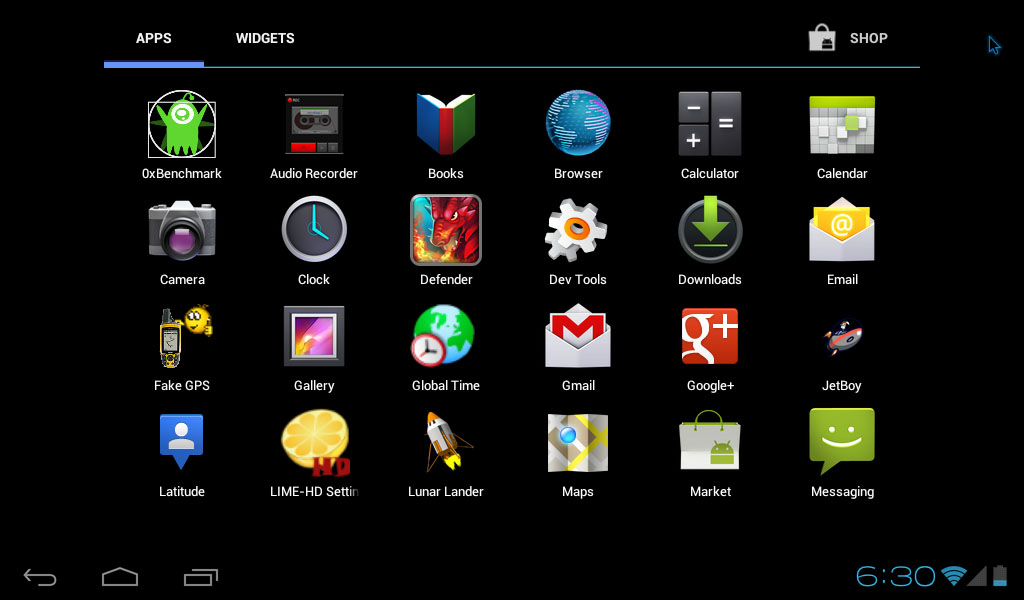 APPS WIDGETS SHOP
0xBenchmark Audio Recorder Books Browser Calculator Calendar
Camera Clock Defender Dev Tools Downloads Email
Fake GPS Gallery Global Time Gmail Google+ JetBoy
Latitude LIME-HD Settin Lunar Lander Maps Market Messaging
6:30